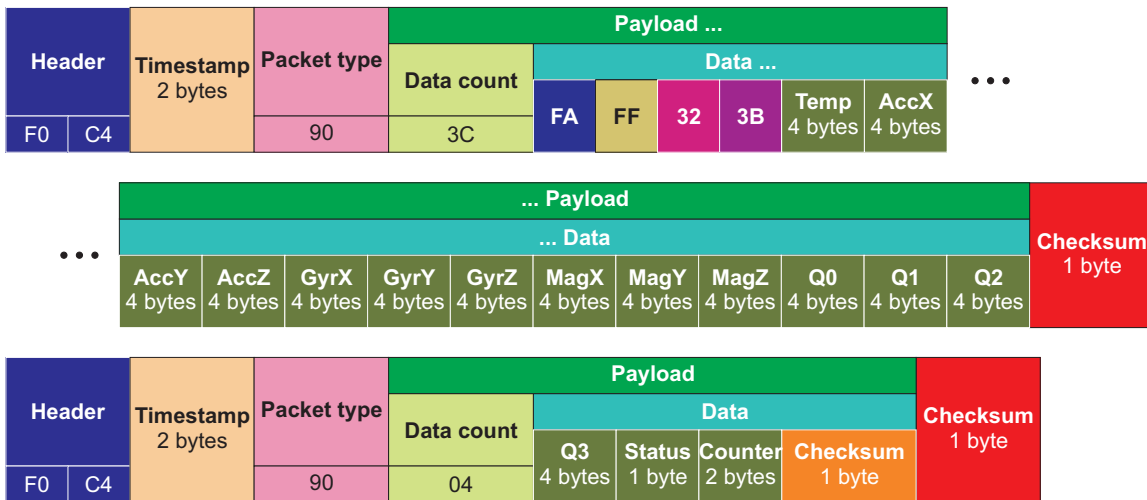 Payload ...
Header
Timestamp
2 bytes
Packet type
Data count
Data ...
FA FF 32 3B
Temp
4 bytes
AccX
4 bytes
...
F0 C4
90
3C
... Payload
... Data
Checksum
1 byte
...
AccY
4 bytes
AccZ
4 bytes
GyrX
4 bytes
GyrY
4 bytes
GyrZ
4 bytes
MagX
4 bytes
MagY
4 bytes
MagZ
4 bytes
Q0
4 bytes
Q1
4 bytes
Q2
4 bytes
Payload
Header
Timestamp
2 bytes
Packet type
Data count
Data
Checksum
1 byte
Q3
4 bytes
Status
1 byte
Counter
2 bytes
Checksum
1 byte
F0 C4
90
04